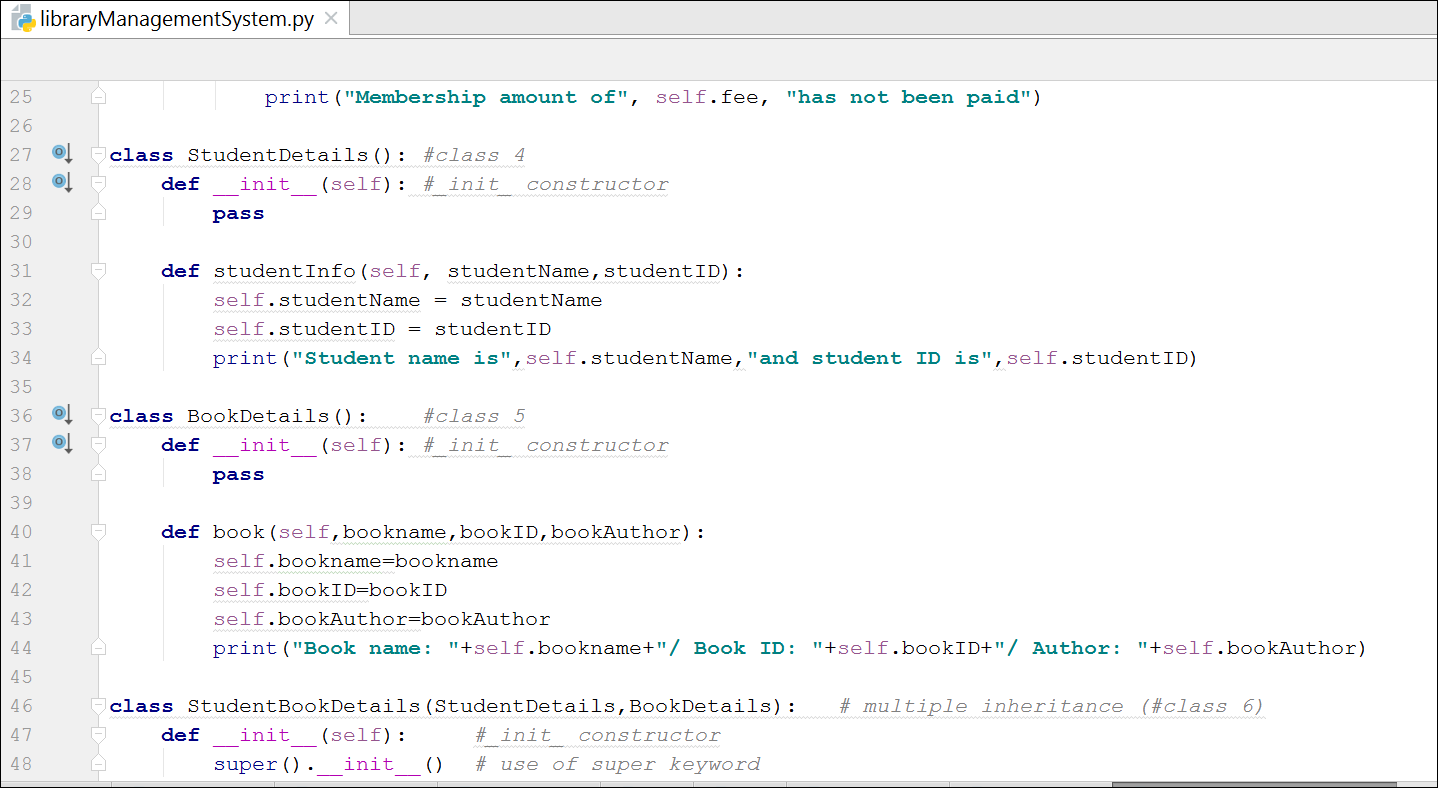 libraryManagementSystem.py
25 print("Membership amount of", self.fee, "has not been paid")
26
27 class StudentDetails(): #class 4
28 def __init__(self): #_init_ constructor
29 pass
30
31 def studentInfo(self, studentName,studentID):
32 self.studentName = studentName
33 self.studentID = studentID
34 print("Student name is",self.studentName,"and student ID is",self.studentID)
35
36 class BookDetails(): #class 5
37 def __init__(self): #_init_ constructor
38 pass
39
40 def book(self,bookname,bookID,bookAuthor):
41 self.bookname=bookname
42 self.bookID=bookID
43 self.bookAuthor=bookAuthor
44 print("Book name: "+self.bookname+"/ Book ID: "+self.bookID+"/ Author: "+self.bookAuthor)
45
46 class StudentBookDetails(StudentDetails,BookDetails): # multiple inheritance (#class 6)
47 def __init__(self): #_init_ constructor
48 super().__init__() # use of super keyword